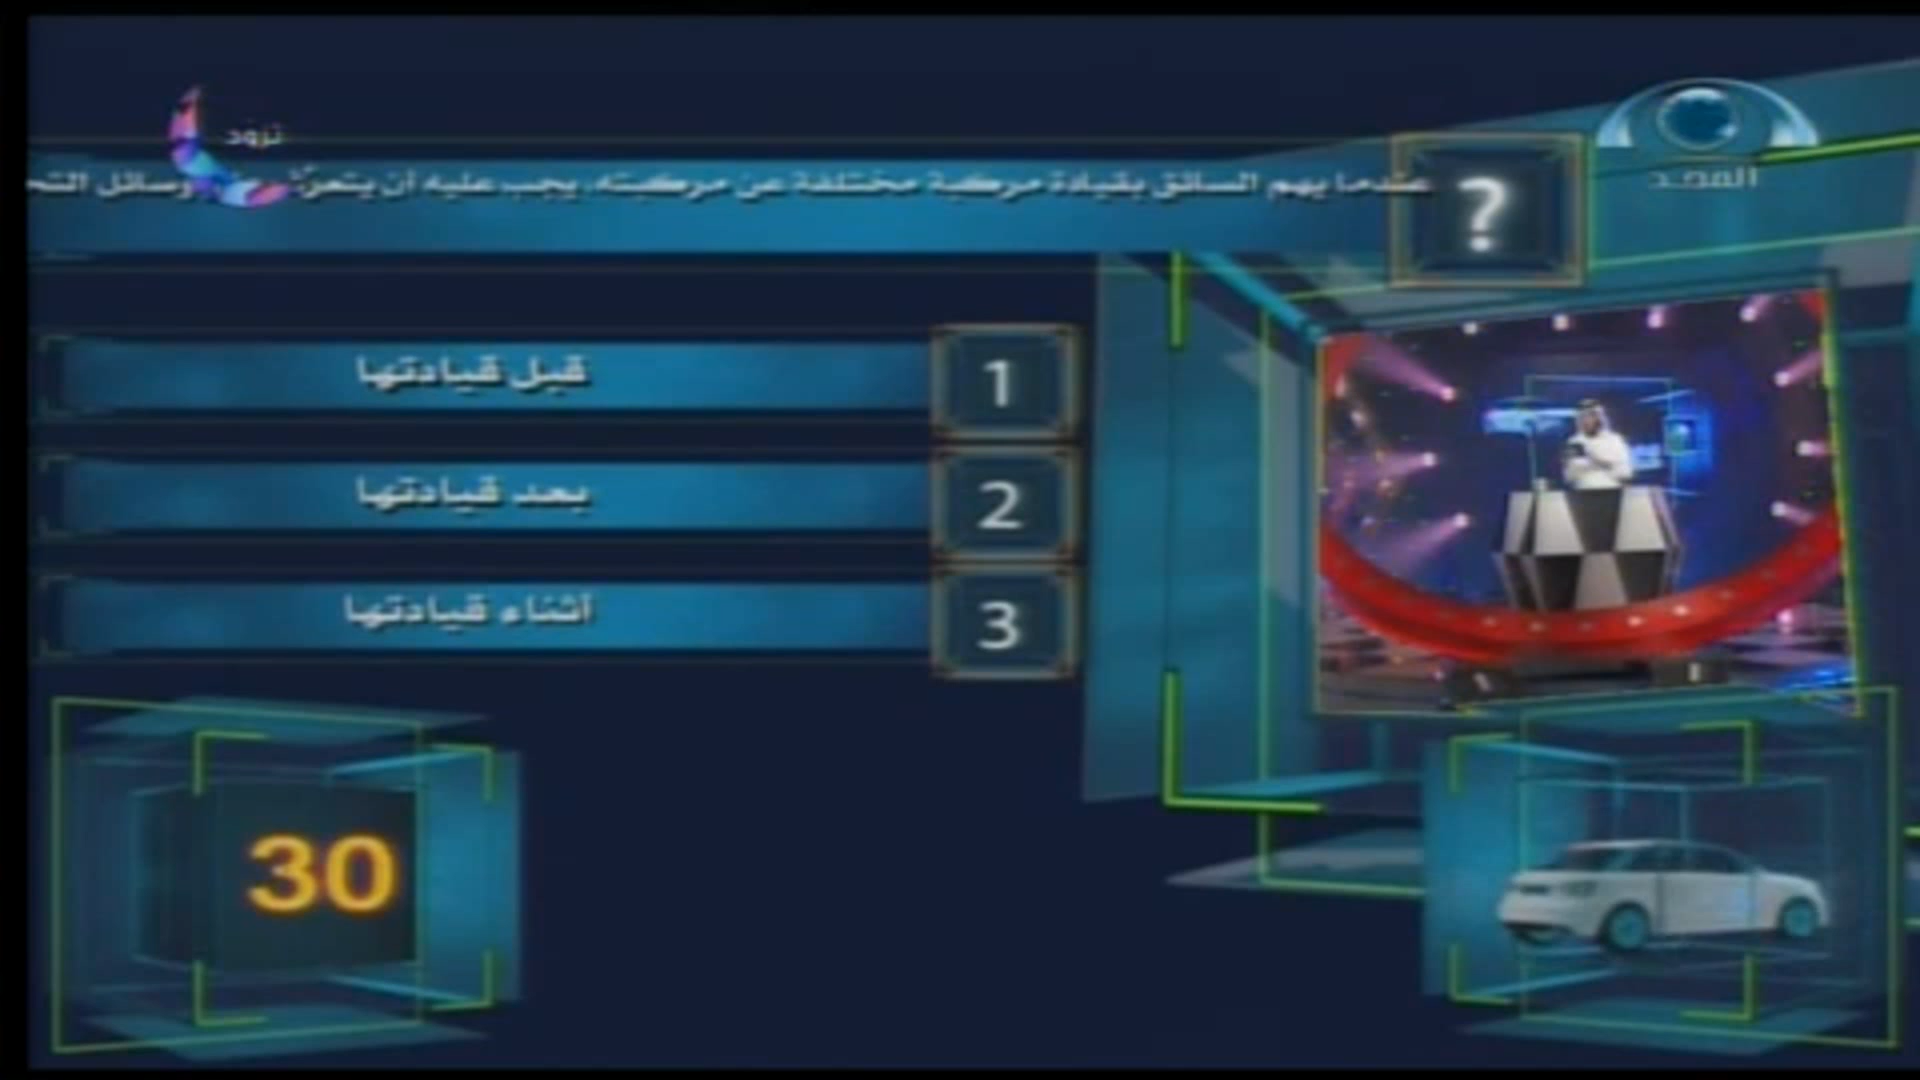 تزود
المجد
عندما يهم السائق بقيادة مركبة مختلفة عن مركبته، يجب عليه أن يتعرّف وسائل التح
?
1 قبل قيادتها
2 بعد قيادتها
3 أثناء قيادتها
30